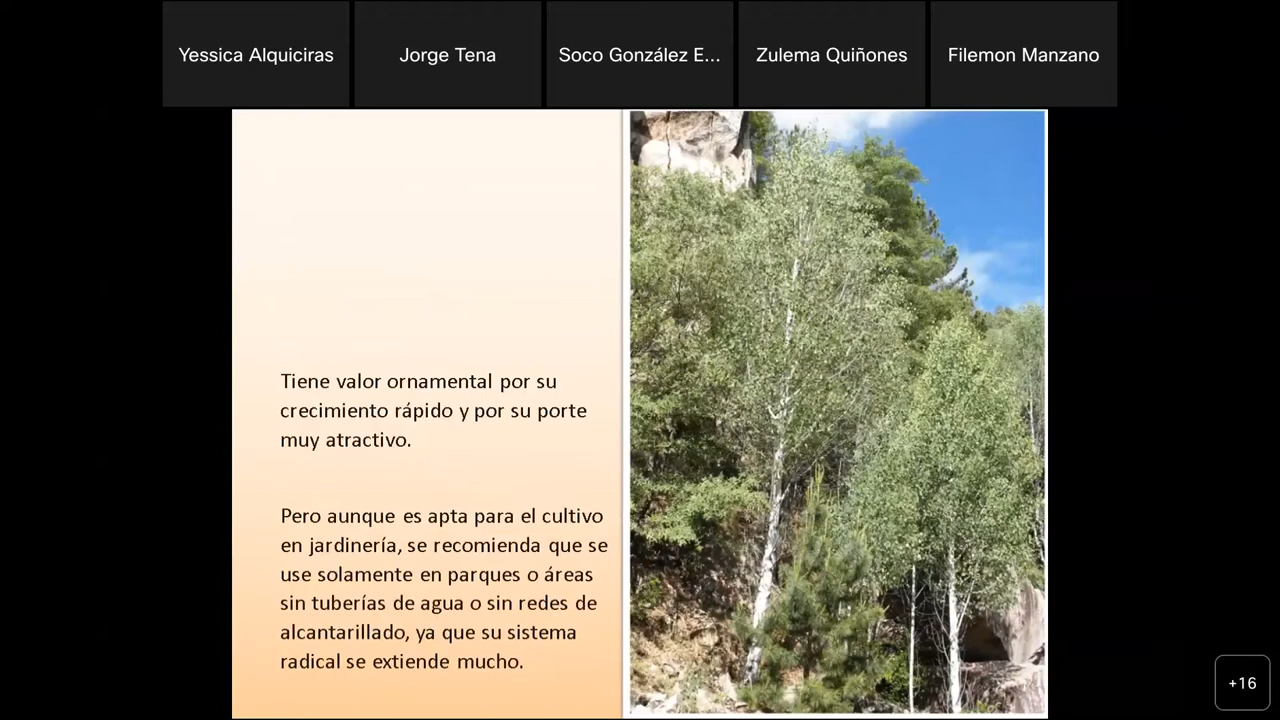 Yessica Alquiciras
Jorge Tena
Soco González E...
Zulema Quiñones
Filemon Manzano
Tiene valor ornamental por su
crecimiento rápido y por su porte
muy atractivo.
Pero aunque es apta para el cultivo
en jardinería, se recomienda que se
use solamente en parques o áreas
sin tuberías de agua o sin redes de
alcantarillado, ya que su sistema
radical se extiende mucho.
+16